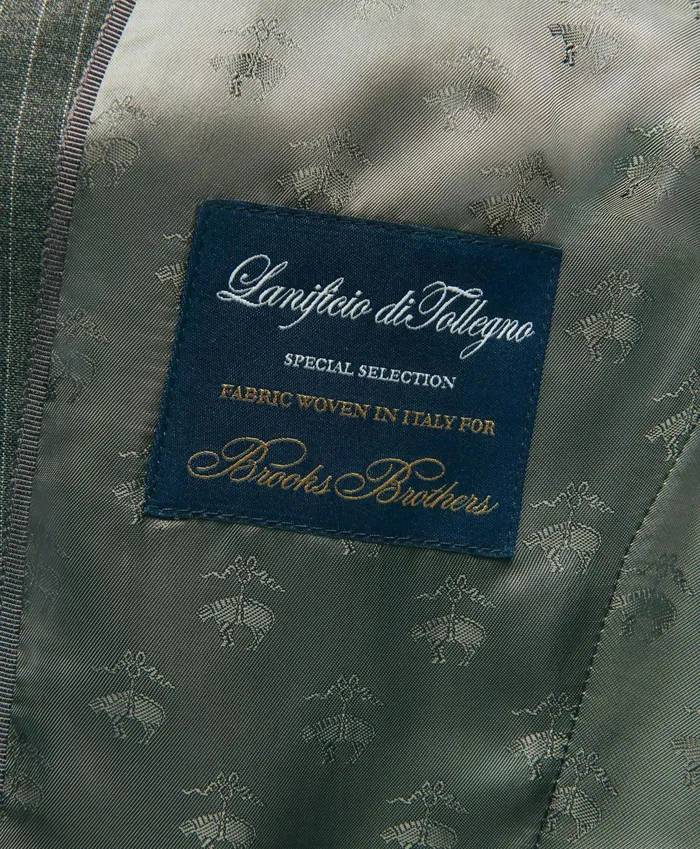 Lanificio di Tollegno
SPECIAL SELECTION
FABRIC WOVEN IN ITALY FOR
Brooks Brothers